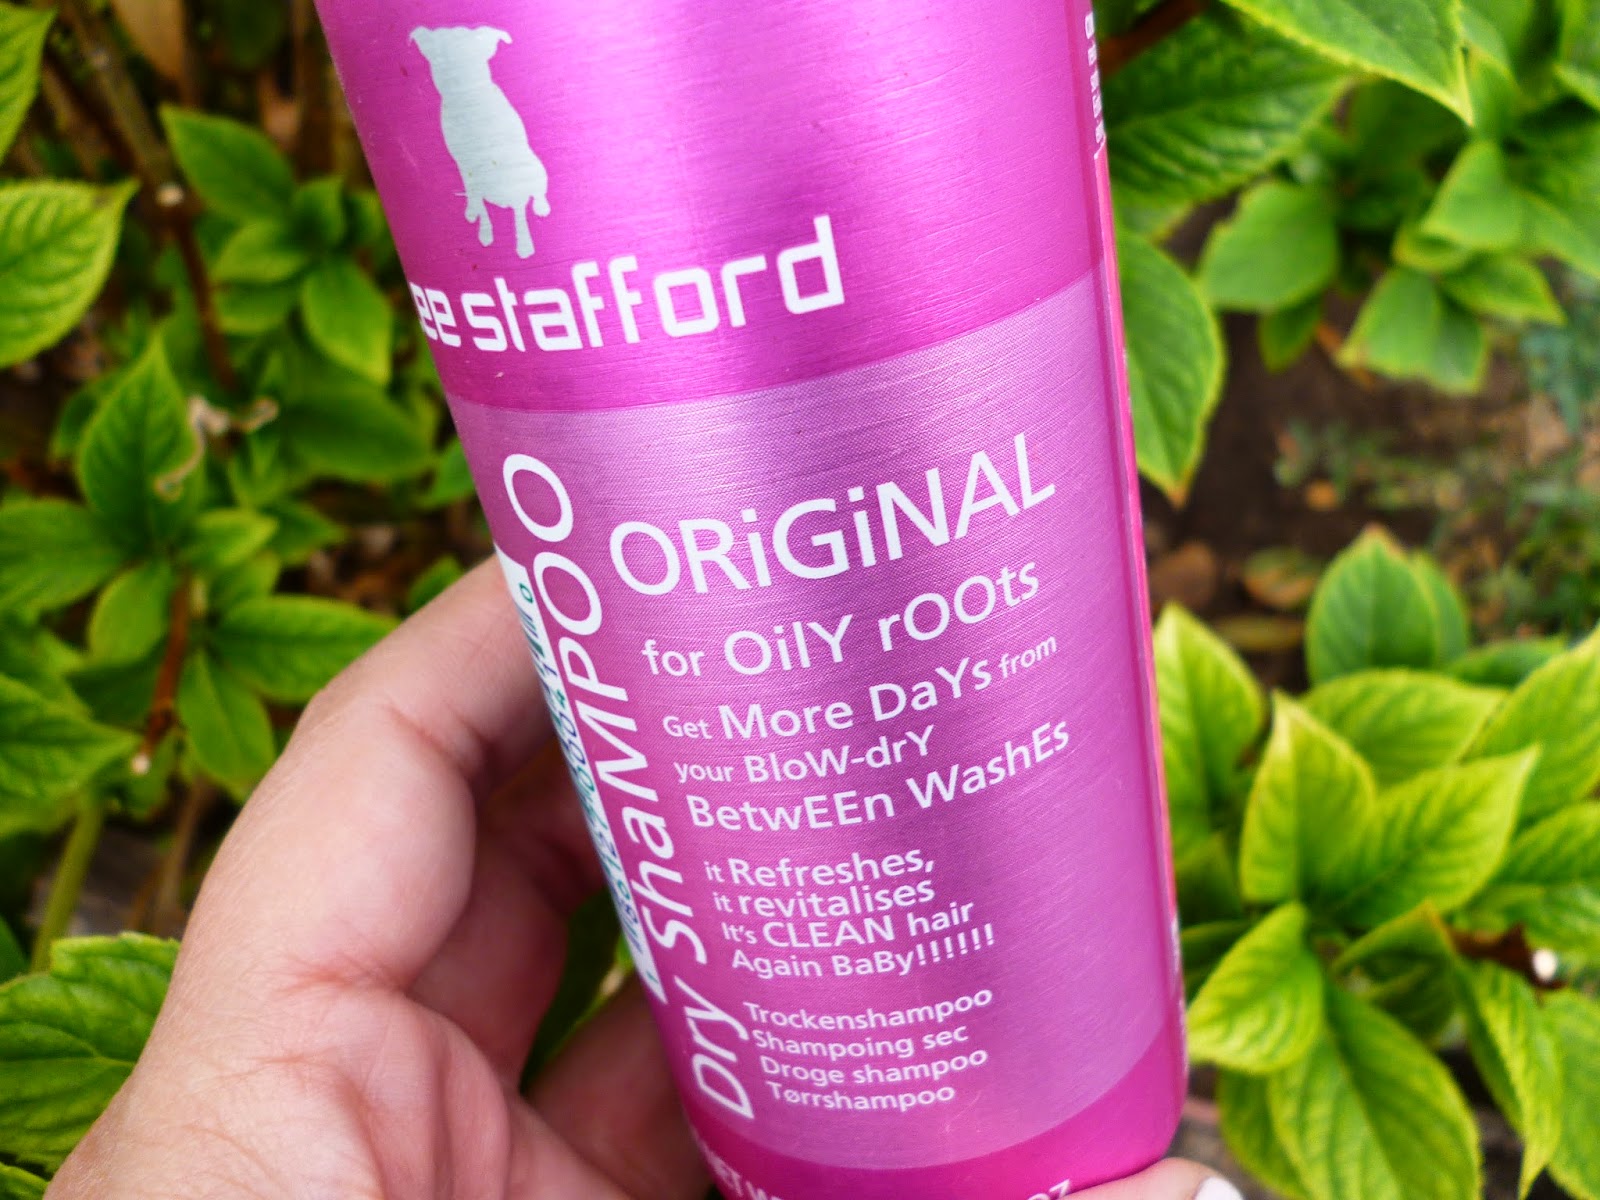 ee stafford
Dry ShaMPOO
ORiGiNAL
for OilY rOOts
Get More DaYs from
your BloW-drY
BetwEEn WashEs
it Refreshes,
it revitalises
It's CLEAN hair
Again BaBy!!!!!!
Trockenshampoo
Shampoing sec
Droge shampoo
Tørrshampoo